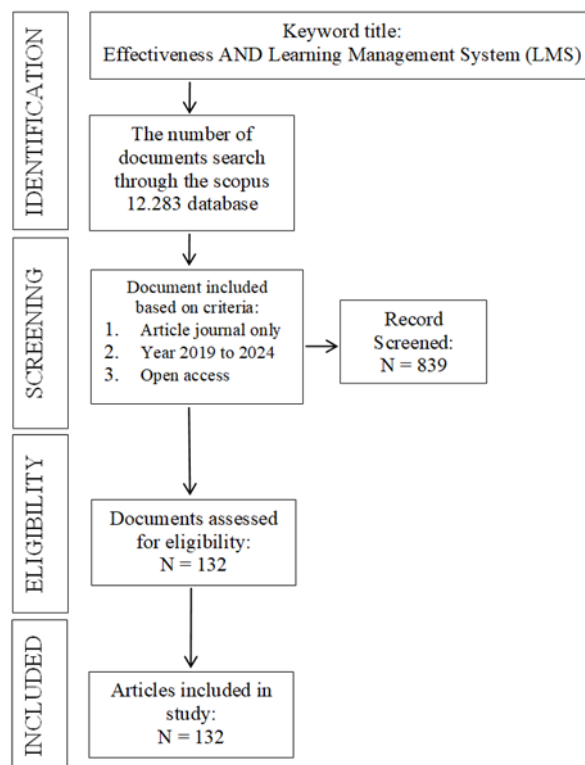 IDENTIFICATION
Keyword title:
Effectiveness AND Learning Management System (LMS)
The number of
documents search
through the scopus
12.283 database
SCREENING
Document included
based on criteria:
1. Article journal only
2. Year 2019 to 2024
3. Open access
Record
Screened:
N = 839
ELIGIBILITY
Documents assessed
for eligibility:
N = 132
INCLUDED
Articles included in
study:
N = 132